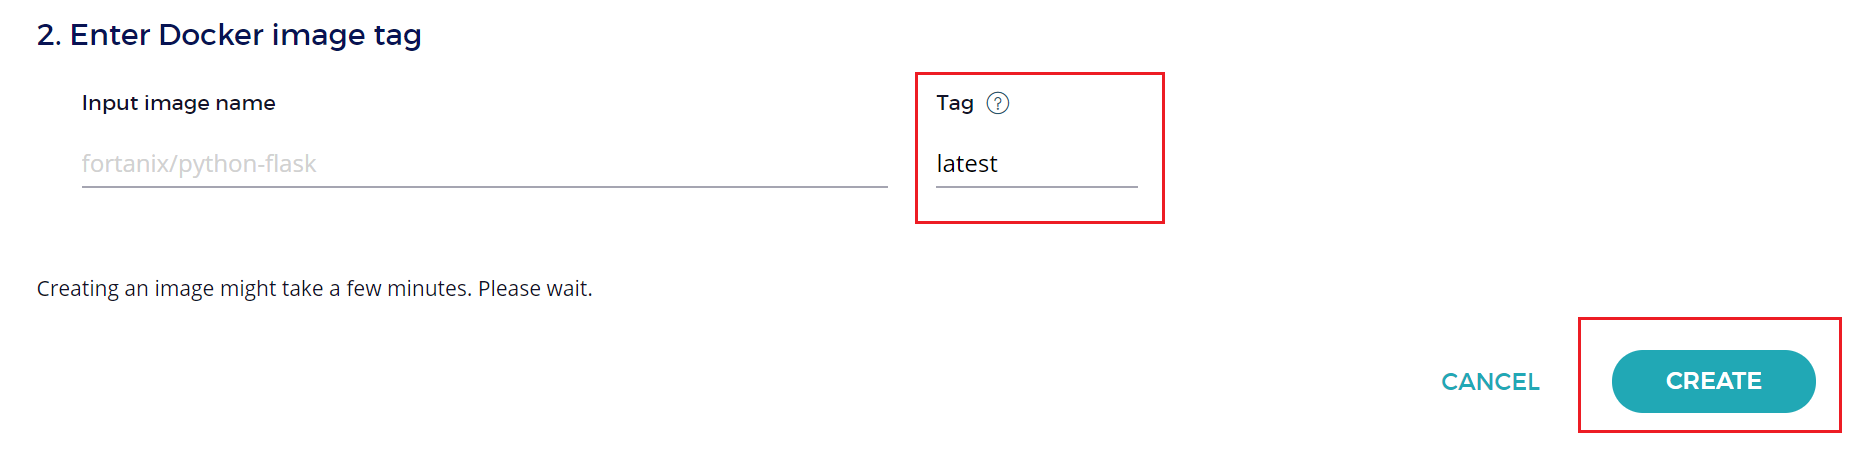 2. Enter Docker image tag
Input image name
Tag ?
fortanix/python-flask
latest
Creating an image might take a few minutes. Please wait.
CANCEL
CREATE